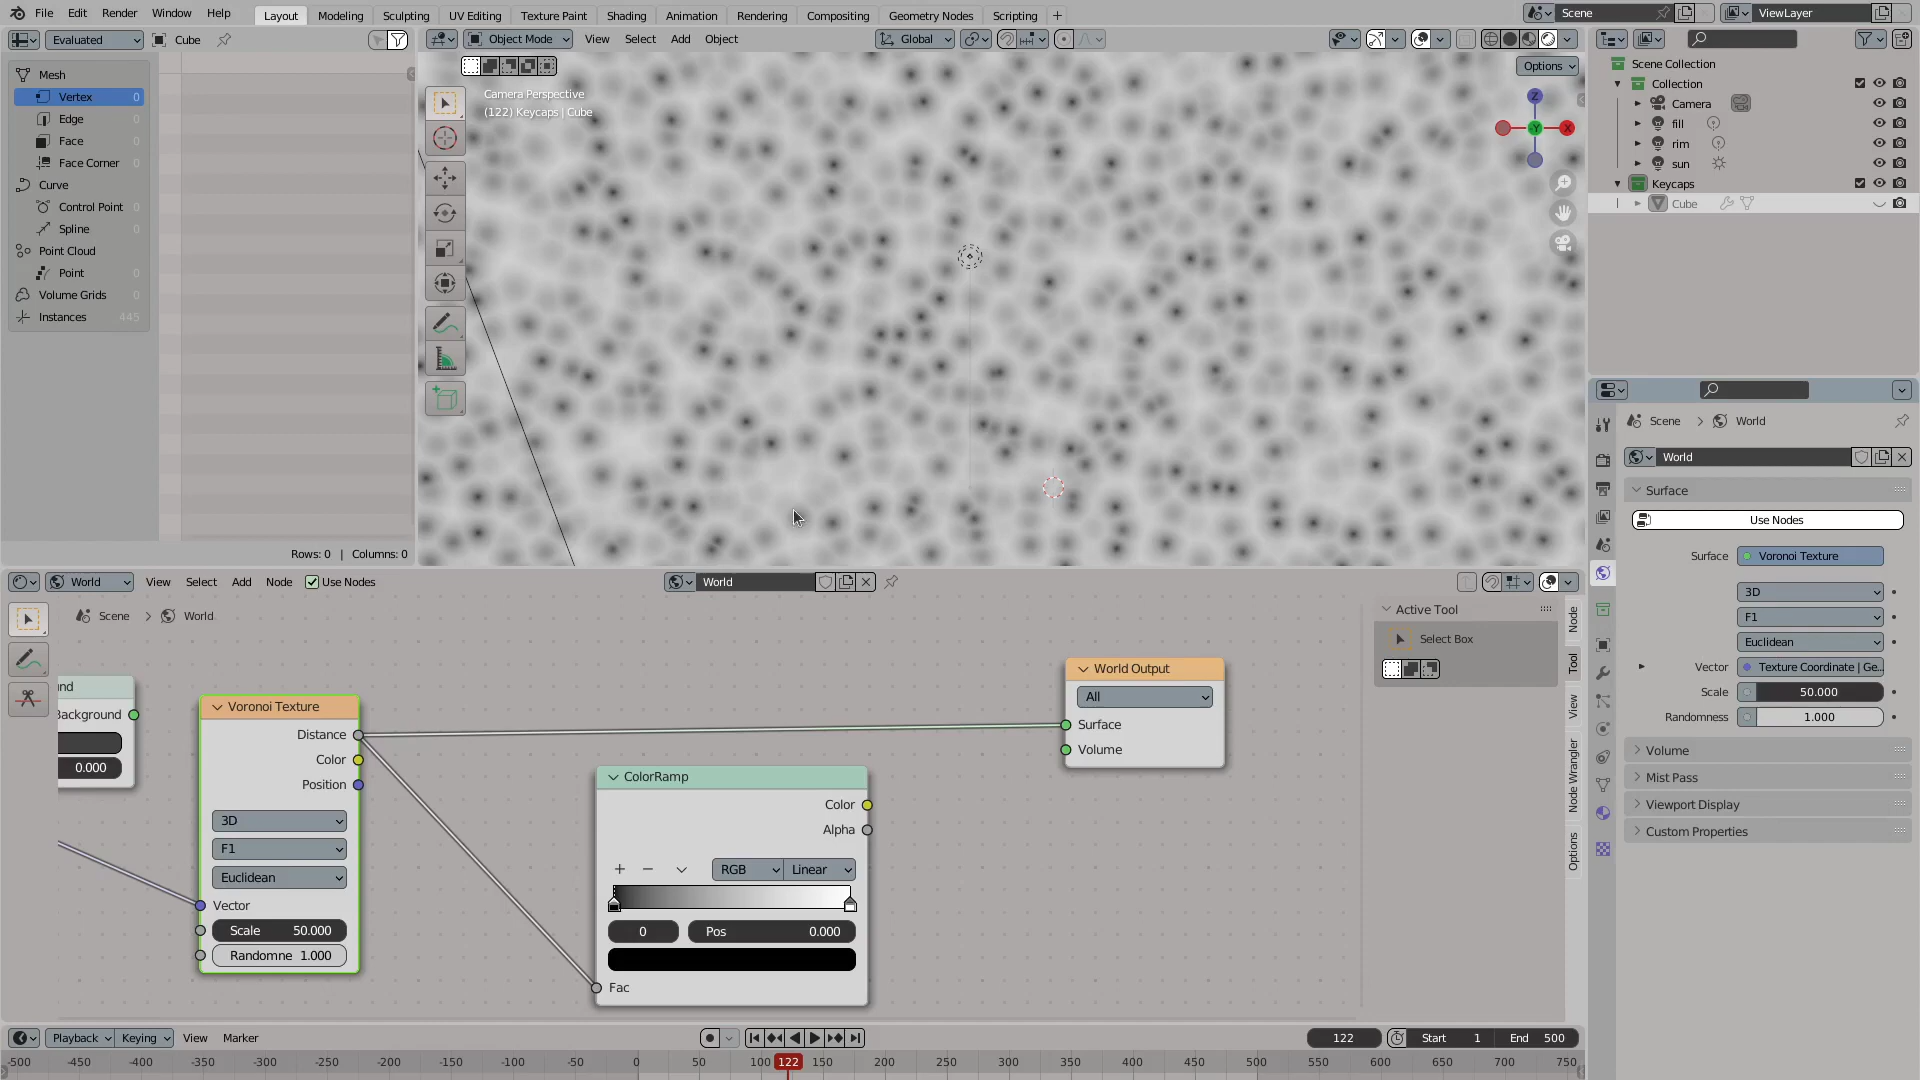 File Edit Render Window Help Layout Modeling Sculpting UV Editing Texture Paint Shading Animation Rendering Compositing Geometry Nodes Scripting + Scene ViewLayer
Evaluated Cube
Mesh
Vertex 0
Edge 0
Face 0
Face Corner 0
Curve
Control Point 0
Spline 0
Point Cloud
Point 0
Volume Grids 0
Instances 445
Rows: 0 | Columns: 0
Object Mode View Select Add Object Global
Options
Camera Perspective
(122) Keycaps | Cube
Z
Y
X
Scene Collection
Collection
Camera
fill
rim
sun
Keycaps
Cube
Scene > World
World
Surface
Use Nodes
Surface Voronoi Texture
3D
F1
Euclidean
Vector Texture Coordinate | Ge..
Scale 50.000
Randomness 1.000
Volume
Mist Pass
Viewport Display
Custom Properties
World View Select Add Node Use Nodes World
Scene > World
nd
Background
0.000
Voronoi Texture
Distance
Color
Position
3D
F1
Euclidean
Vector
Scale 50.000
Randomne 1.000
ColorRamp
Color
Alpha
+ − RGB Linear
0 Pos 0.000
Fac
World Output
All
Surface
Volume
Active Tool
Select Box
Node
Tool
View
Node Wrangler
Options
Playback Keying View Marker 122 Start 1 End 500
-500 -450 -400 -350 -300 -250 -200 -150 -100 -50 0 50 100 122 150 200 250 300 350 400 450 500 550 600 650 700 750